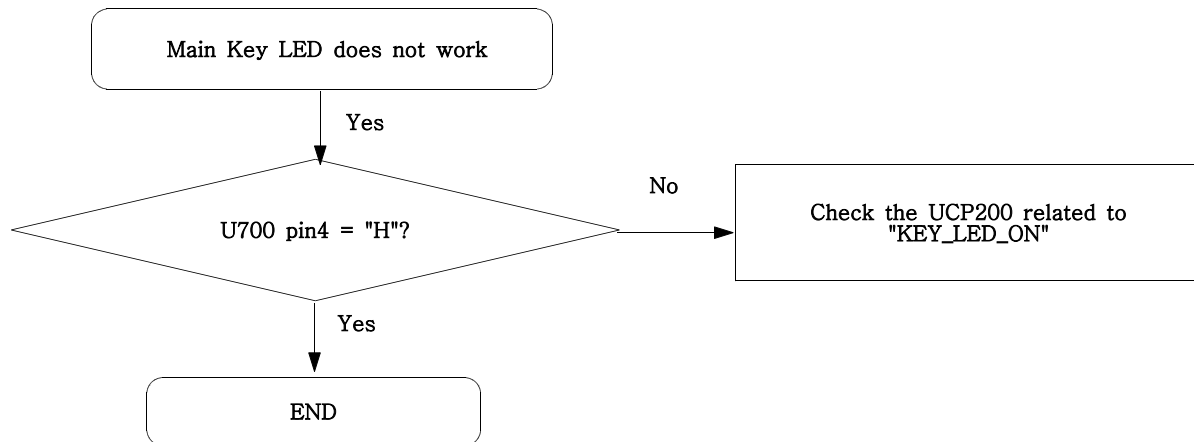 Main Key LED does not work
Yes
U700 pin4 = "H"?
No
Check the UCP200 related to
"KEY_LED_ON"
Yes
END